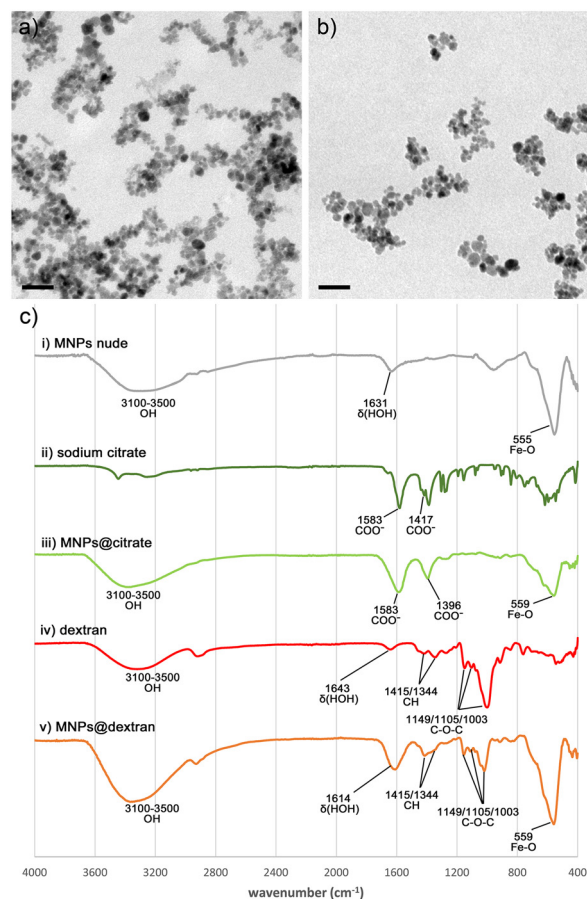 a)
b)
c)
i) MNPs nude
3100-3500
OH
1631
δ(HOH)
555
Fe-O
ii) sodium citrate
1583
COO⁻
1417
COO⁻
iii) MNPs@citrate
3100-3500
OH
1583
COO⁻
1396
COO⁻
559
Fe-O
iv) dextran
3100-3500
OH
1643
δ(HOH)
1415/1344
CH
1149/1105/1003
C-O-C
v) MNPs@dextran
3100-3500
OH
1614
δ(HOH)
1415/1344
CH
1149/1105/1003
C-O-C
559
Fe-O
4000 3600 3200 2800 2400 2000 1600 1200 800 400
wavenumber (cm⁻¹)